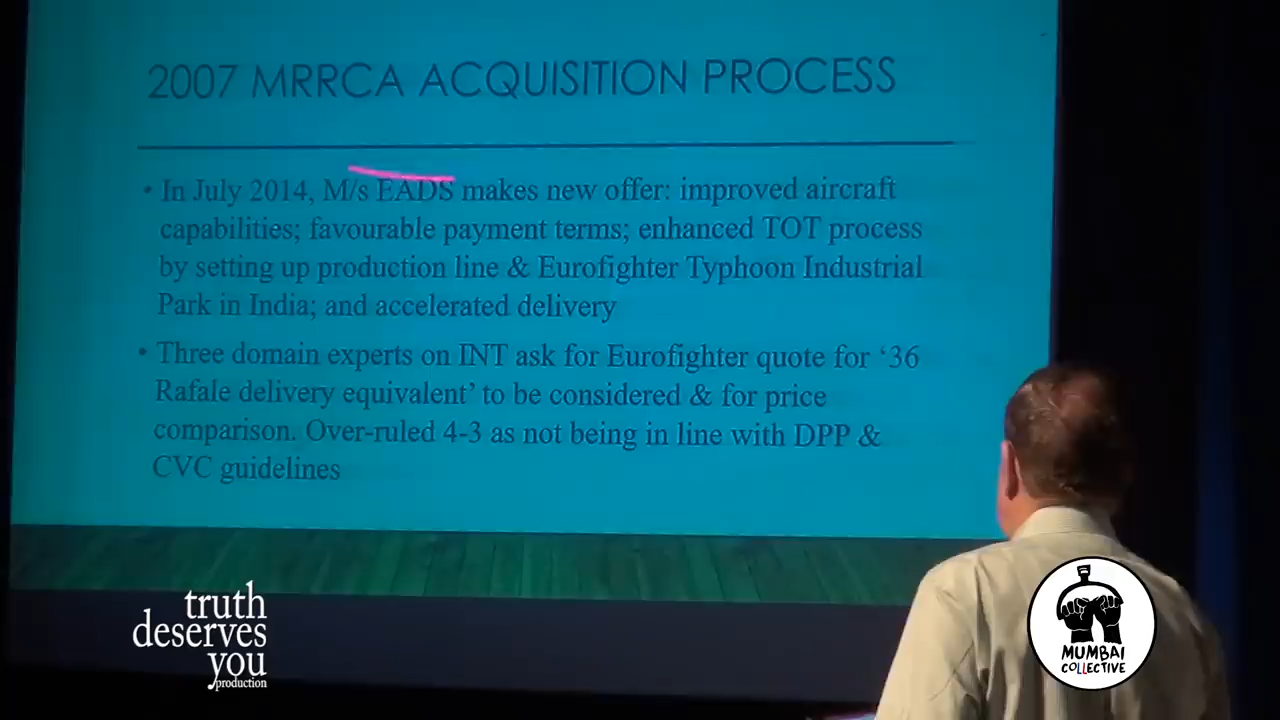 2007 MRRCA ACQUISITION PROCESS
• In July 2014, M/s EADS makes new offer: improved aircraft
capabilities; favourable payment terms; enhanced TOT process
by setting up production line & Eurofighter Typhoon Industrial
Park in India; and accelerated delivery
• Three domain experts on INT ask for Eurofighter quote for ‘36
Rafale delivery equivalent’ to be considered & for price
comparison. Over-ruled 4-3 as not being in line with DPP &
CVC guidelines
truth
deserves
you
production
MUMBAI
COLLECTIVE